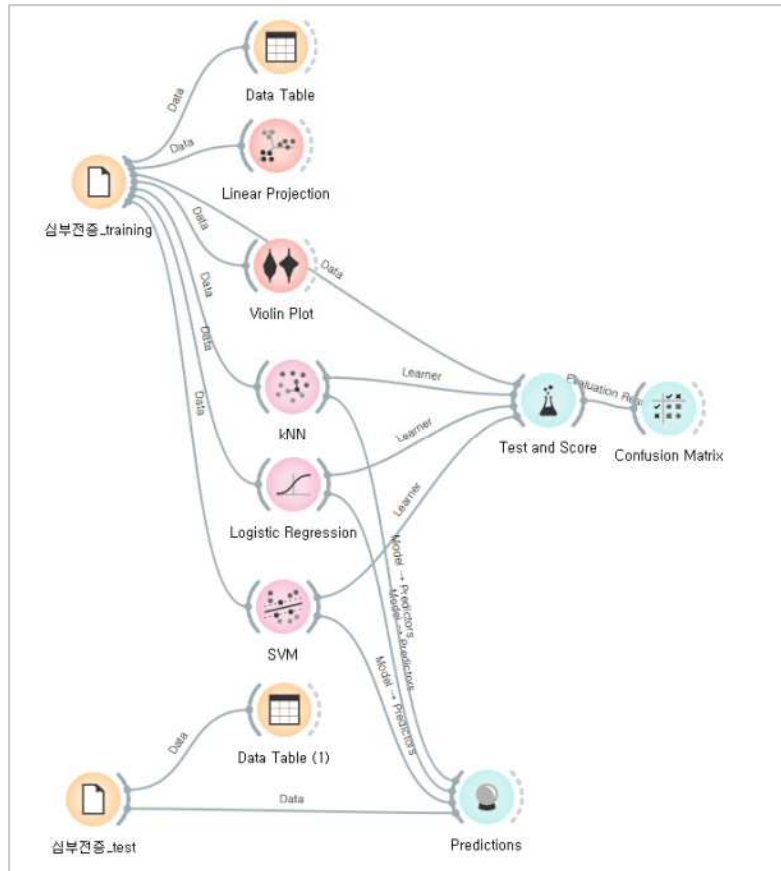 Data
Data Table
Data
Linear Projection
심부전증_training
Data
Data
Violin Plot
Data
Data
Data
Learner
kNN
Evaluation Res
Test and Score
Confusion Matrix
Learner
Logistic Regression
Learner
Model → Predictors
Model → Predictors
SVM
Model → Predictors
Data
Data Table (1)
Data
심부전증_test
Predictions